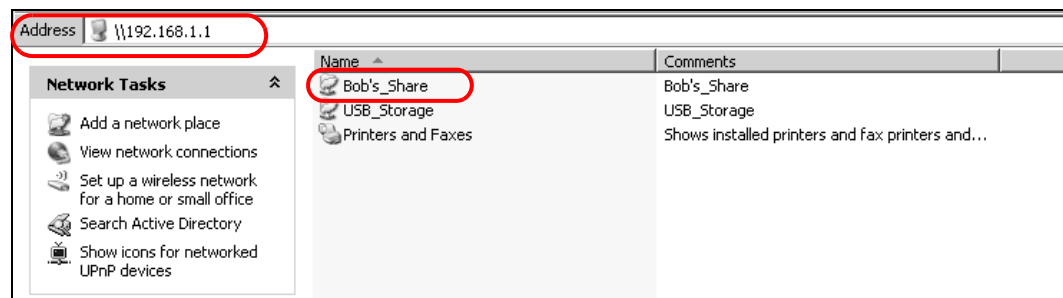 Address \\192.168.1.1
Name Comments
Network Tasks
Add a network place
View network connections
Set up a wireless network
for a home or small office
Search Active Directory
Show icons for networked
UPnP devices
Bob's_Share Bob's_Share
USB_Storage USB_Storage
Printers and Faxes Shows installed printers and fax printers and...